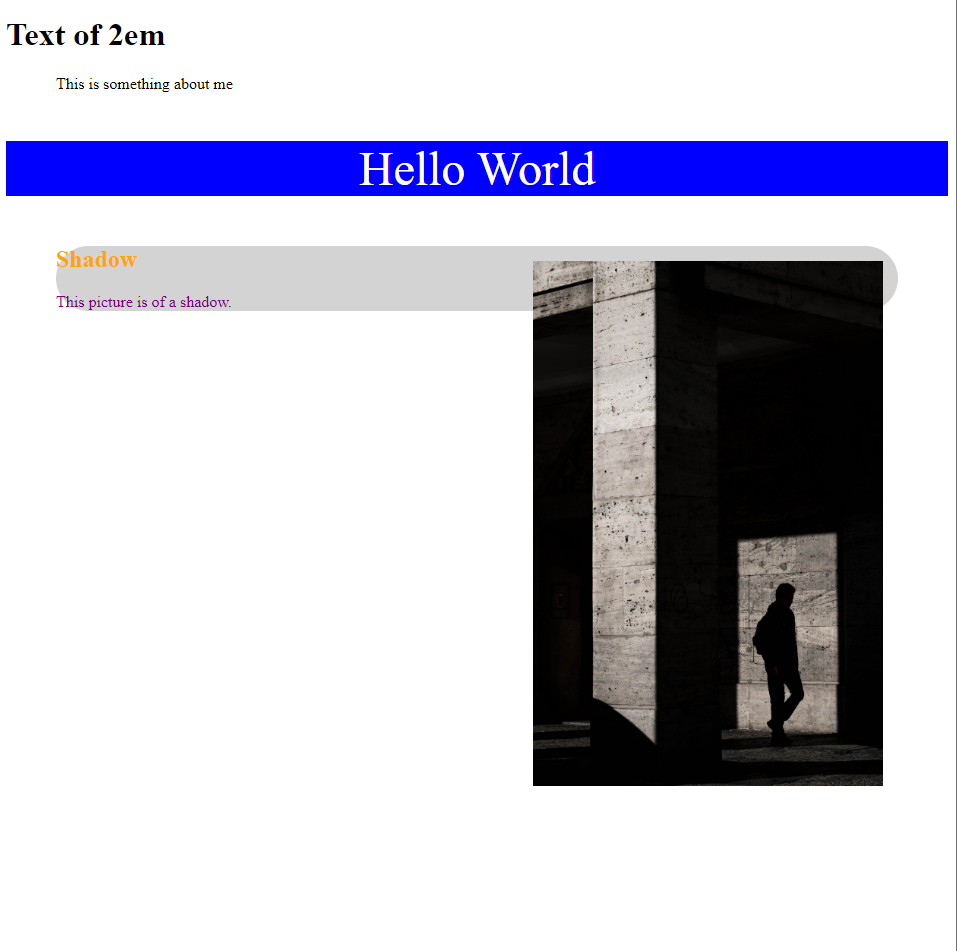 Text of 2em
This is something about me
Hello World
Shadow
This picture is of a shadow.